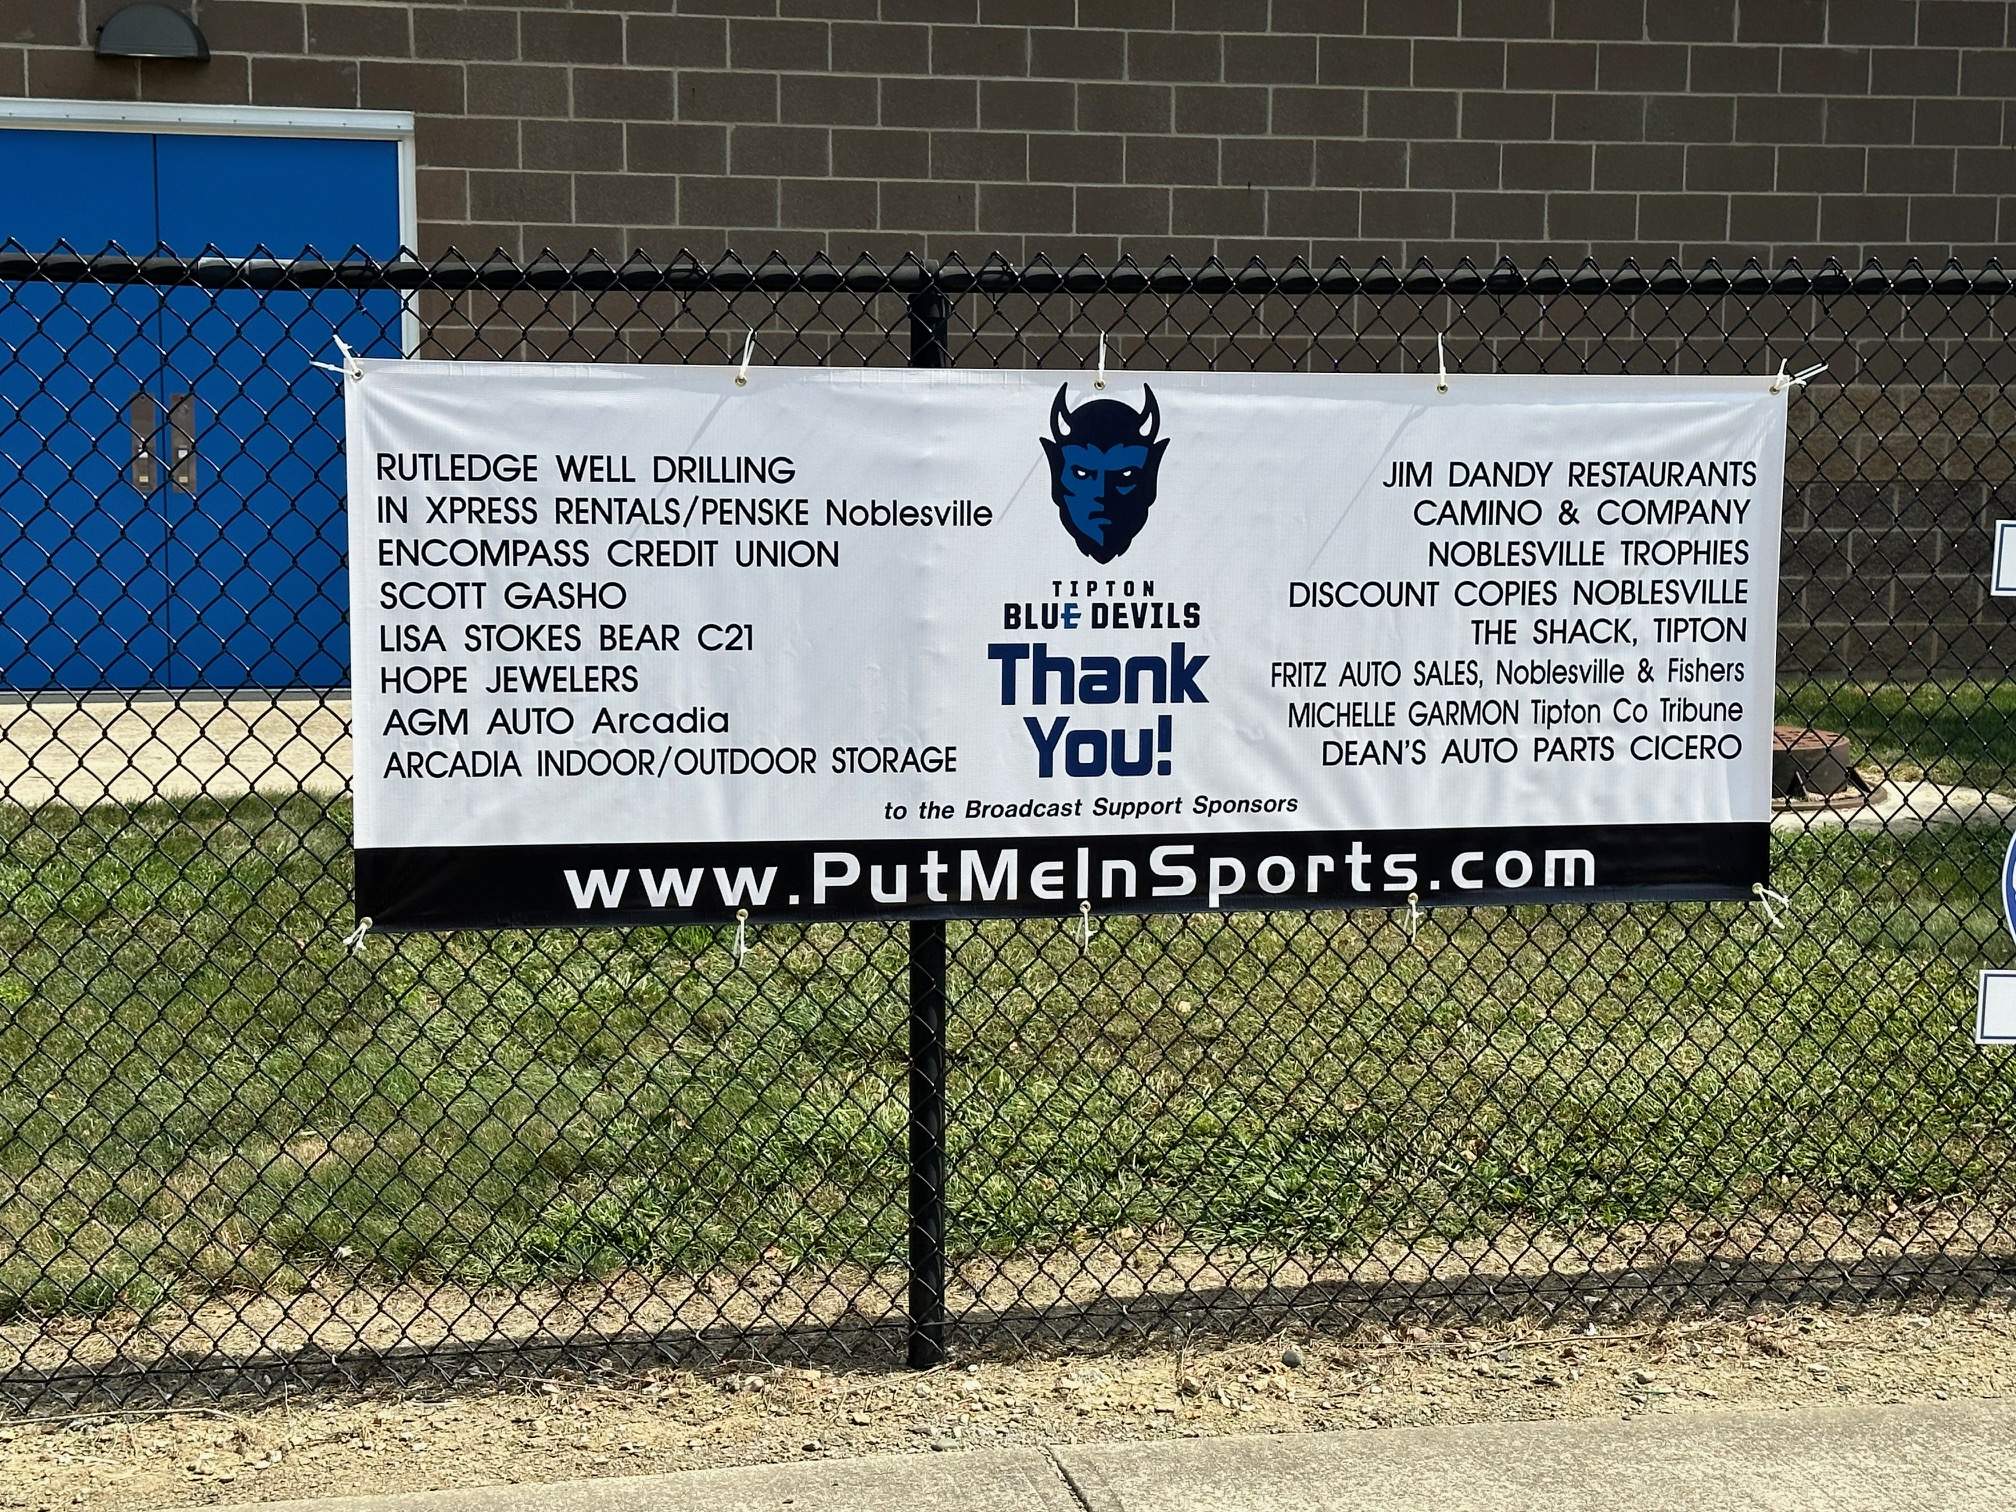 RUTLEDGE WELL DRILLING
IN XPRESS RENTALS/PENSKE Noblesville
ENCOMPASS CREDIT UNION
SCOTT GASHO
LISA STOKES BEAR C21
HOPE JEWELERS
AGM AUTO Arcadia
ARCADIA INDOOR/OUTDOOR STORAGE
TIPTON
BLUE DEVILS
Thank
You!
JIM DANDY RESTAURANTS
CAMINO & COMPANY
NOBLESVILLE TROPHIES
DISCOUNT COPIES NOBLESVILLE
THE SHACK, TIPTON
FRITZ AUTO SALES, Noblesville & Fishers
MICHELLE GARMON Tipton Co Tribune
DEAN'S AUTO PARTS CICERO
to the Broadcast Support Sponsors
www.PutMeInSports.com